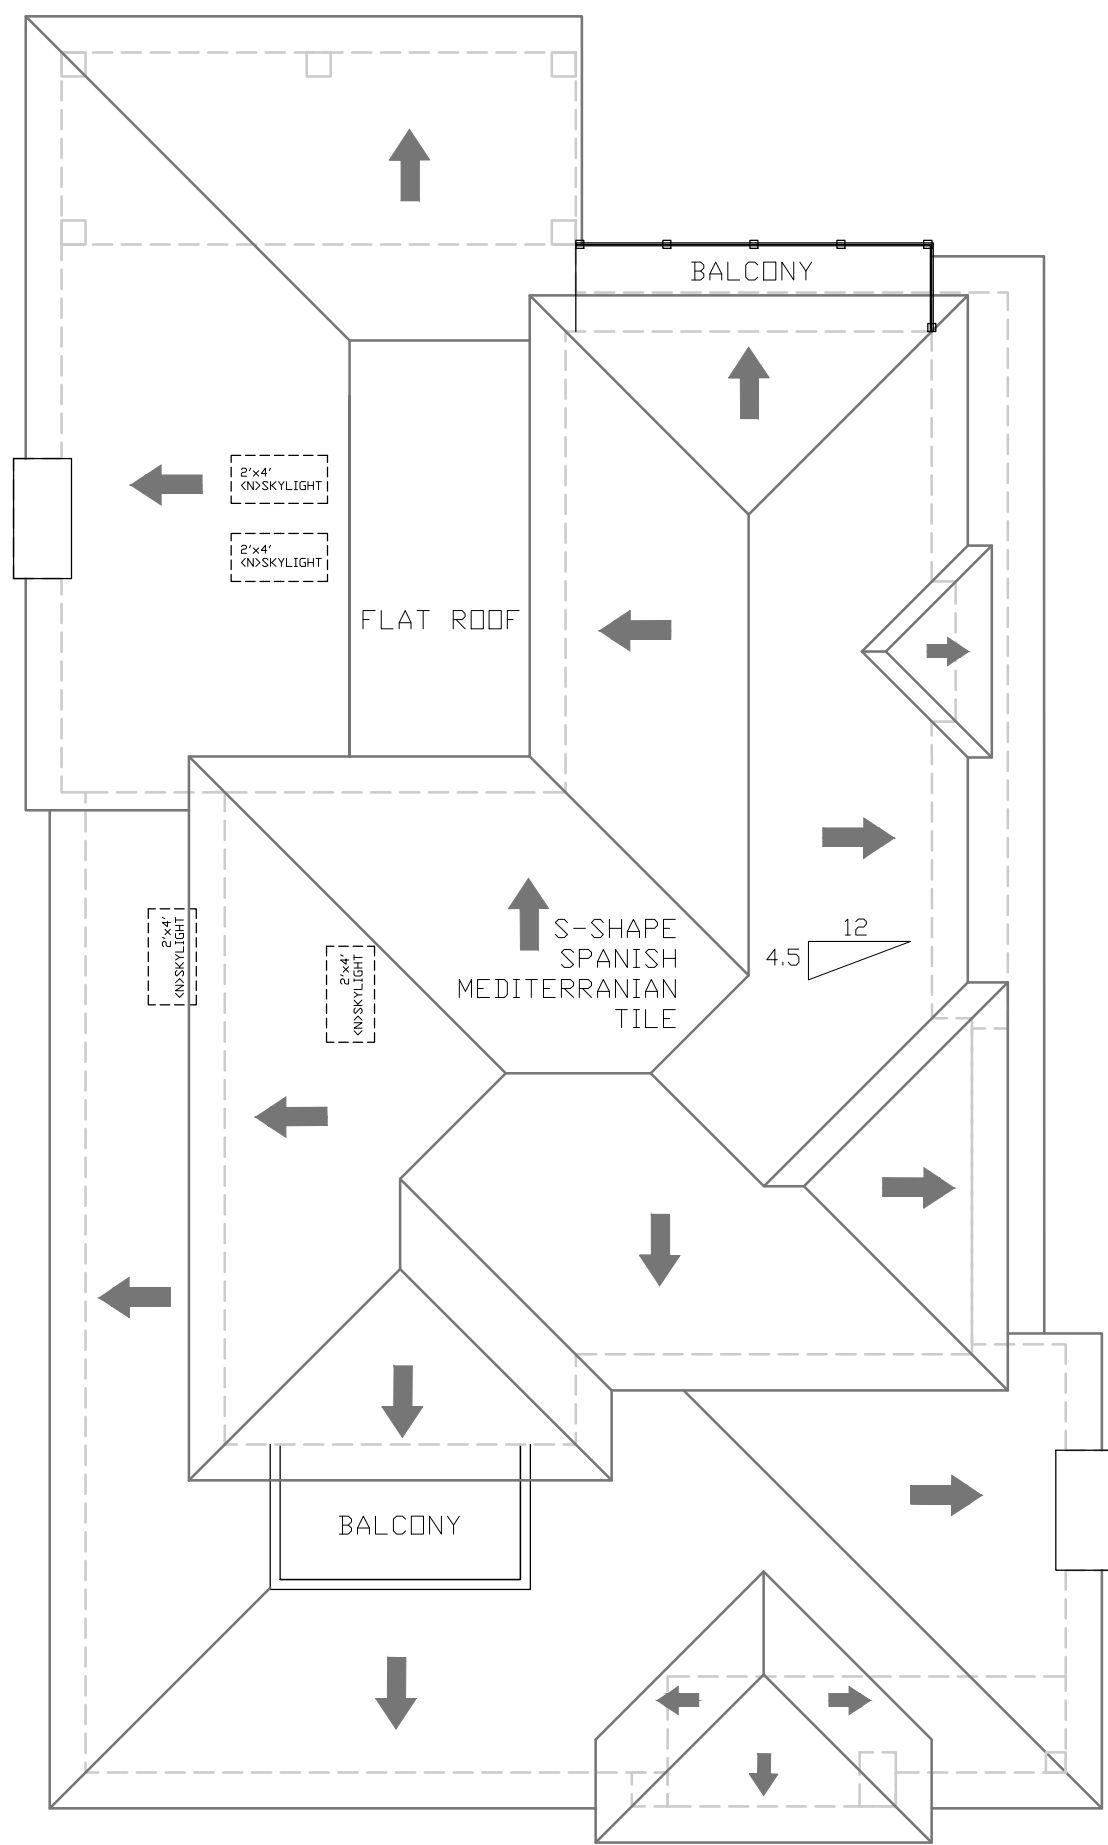 BALCONY
2'x4'
<N>SKYLIGHT
2'x4'
<N>SKYLIGHT
FLAT ROOF
2'x4'
<N>SKYLIGHT
2'x4'
<N>SKYLIGHT
S-SHAPE
SPANISH
MEDITERRANIAN
TILE
12
4.5
BALCONY